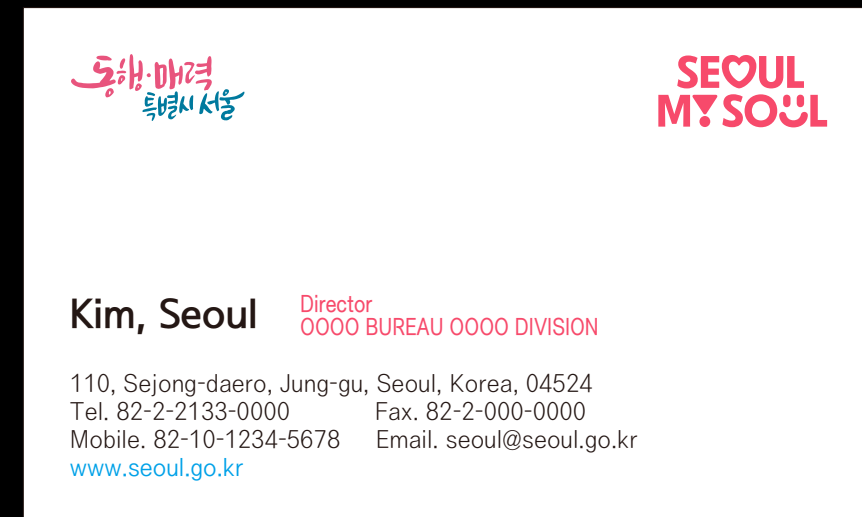 동행·매력
특별시 서울
SEOUL
MY SOUL
Kim, Seoul
Director
OOOO BUREAU OOOO DIVISION
110, Sejong-daero, Jung-gu, Seoul, Korea, 04524
Tel. 82-2-2133-0000 Fax. 82-2-000-0000
Mobile. 82-10-1234-5678 Email. seoul@seoul.go.kr
www.seoul.go.kr